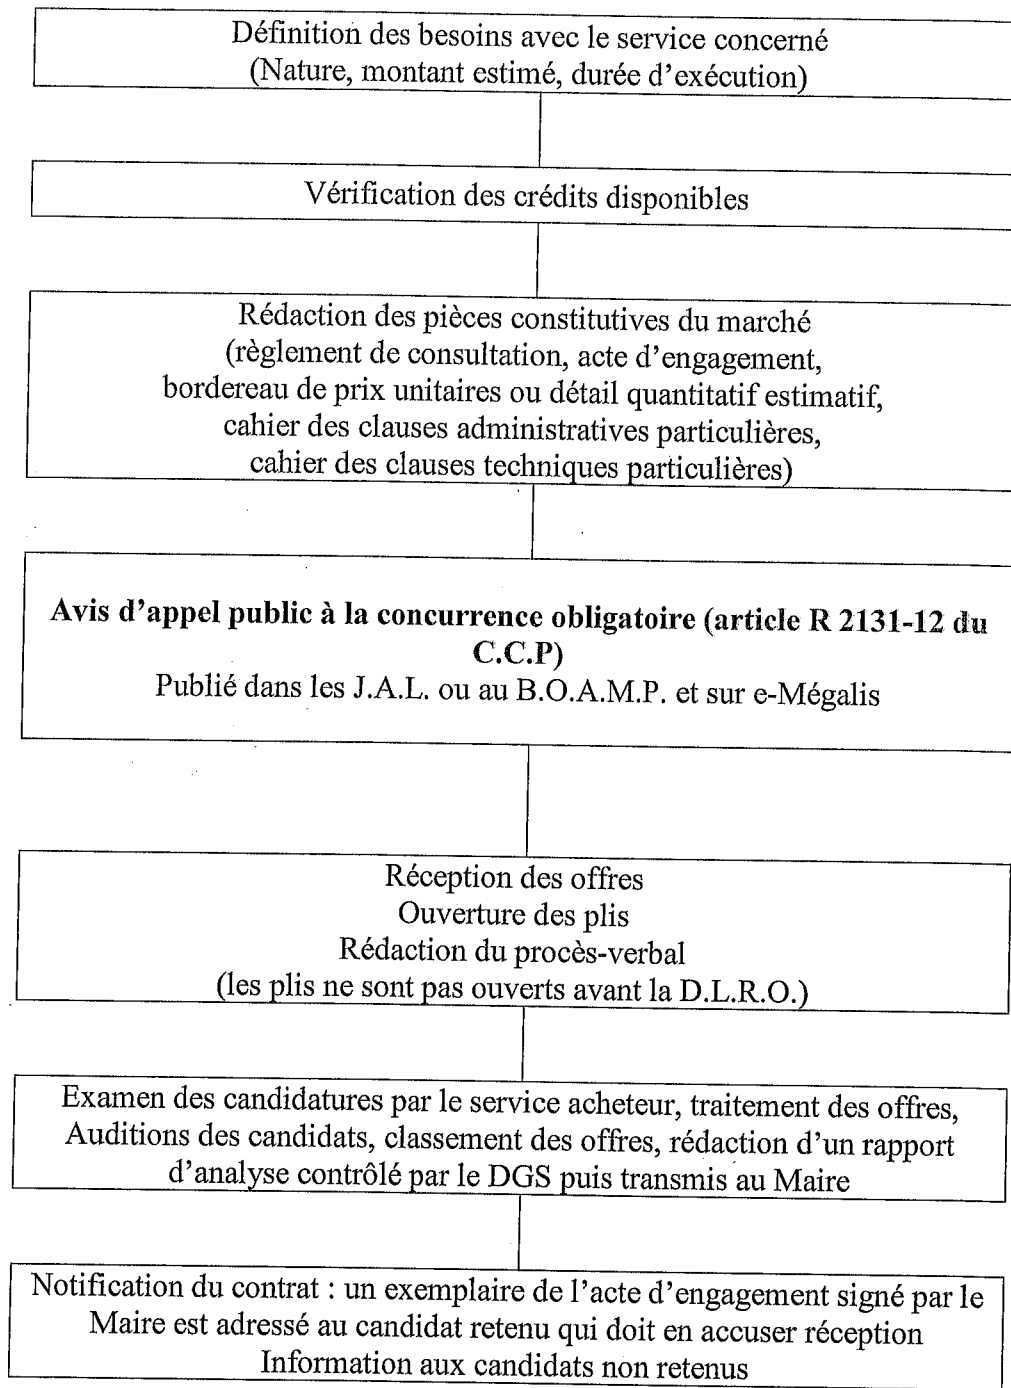 Définition des besoins avec le service concerné
(Nature, montant estimé, durée d'exécution)
Vérification des crédits disponibles
Rédaction des pièces constitutives du marché
(règlement de consultation, acte d'engagement,
bordereau de prix unitaires ou détail quantitatif estimatif,
cahier des clauses administratives particulières,
cahier des clauses techniques particulières)
Avis d'appel public à la concurrence obligatoire (article R 2131-12 du
C.C.P)
Publié dans les J.A.L. ou au B.O.A.M.P. et sur e-Mégalis
Réception des offres
Ouverture des plis
Rédaction du procès-verbal
(les plis ne sont pas ouverts avant la D.L.R.O.)
Examen des candidatures par le service acheteur, traitement des offres,
Auditions des candidats, classement des offres, rédaction d'un rapport
d'analyse contrôlé par le DGS puis transmis au Maire
Notification du contrat : un exemplaire de l'acte d'engagement signé par le
Maire est adressé au candidat retenu qui doit en accuser réception
Information aux candidats non retenus